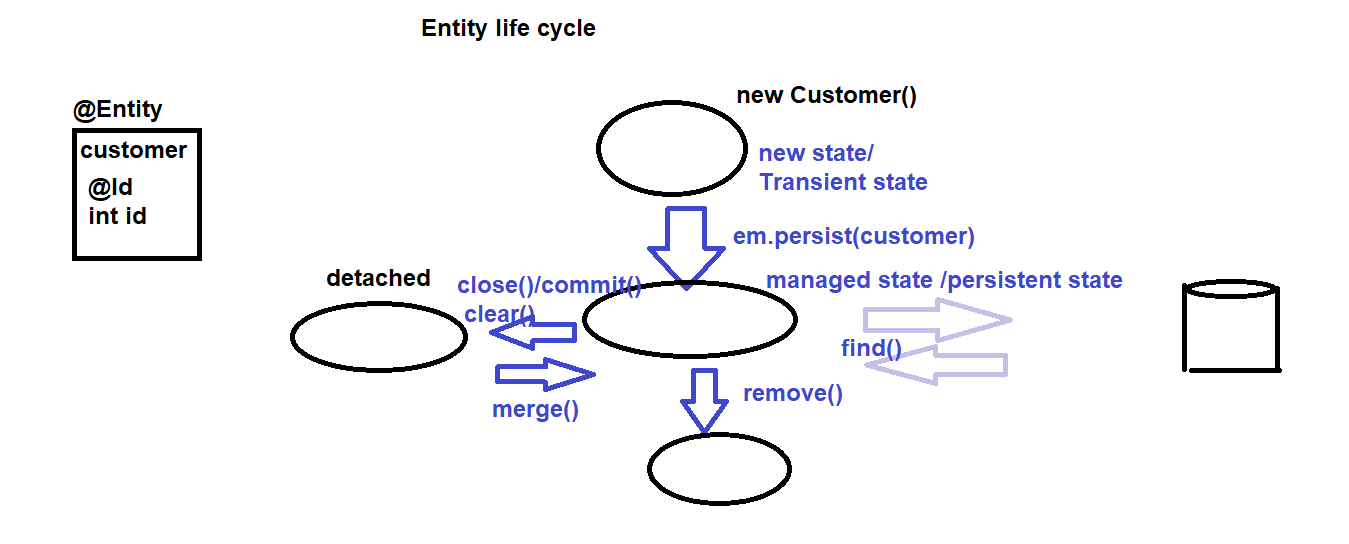 Entity life cycle
@Entity
customer
@Id
int id
new Customer()
new state/
Transient state
em.persist(customer)
detached
close()/commit()
clear()
managed state /persistent state
find()
merge()
remove()